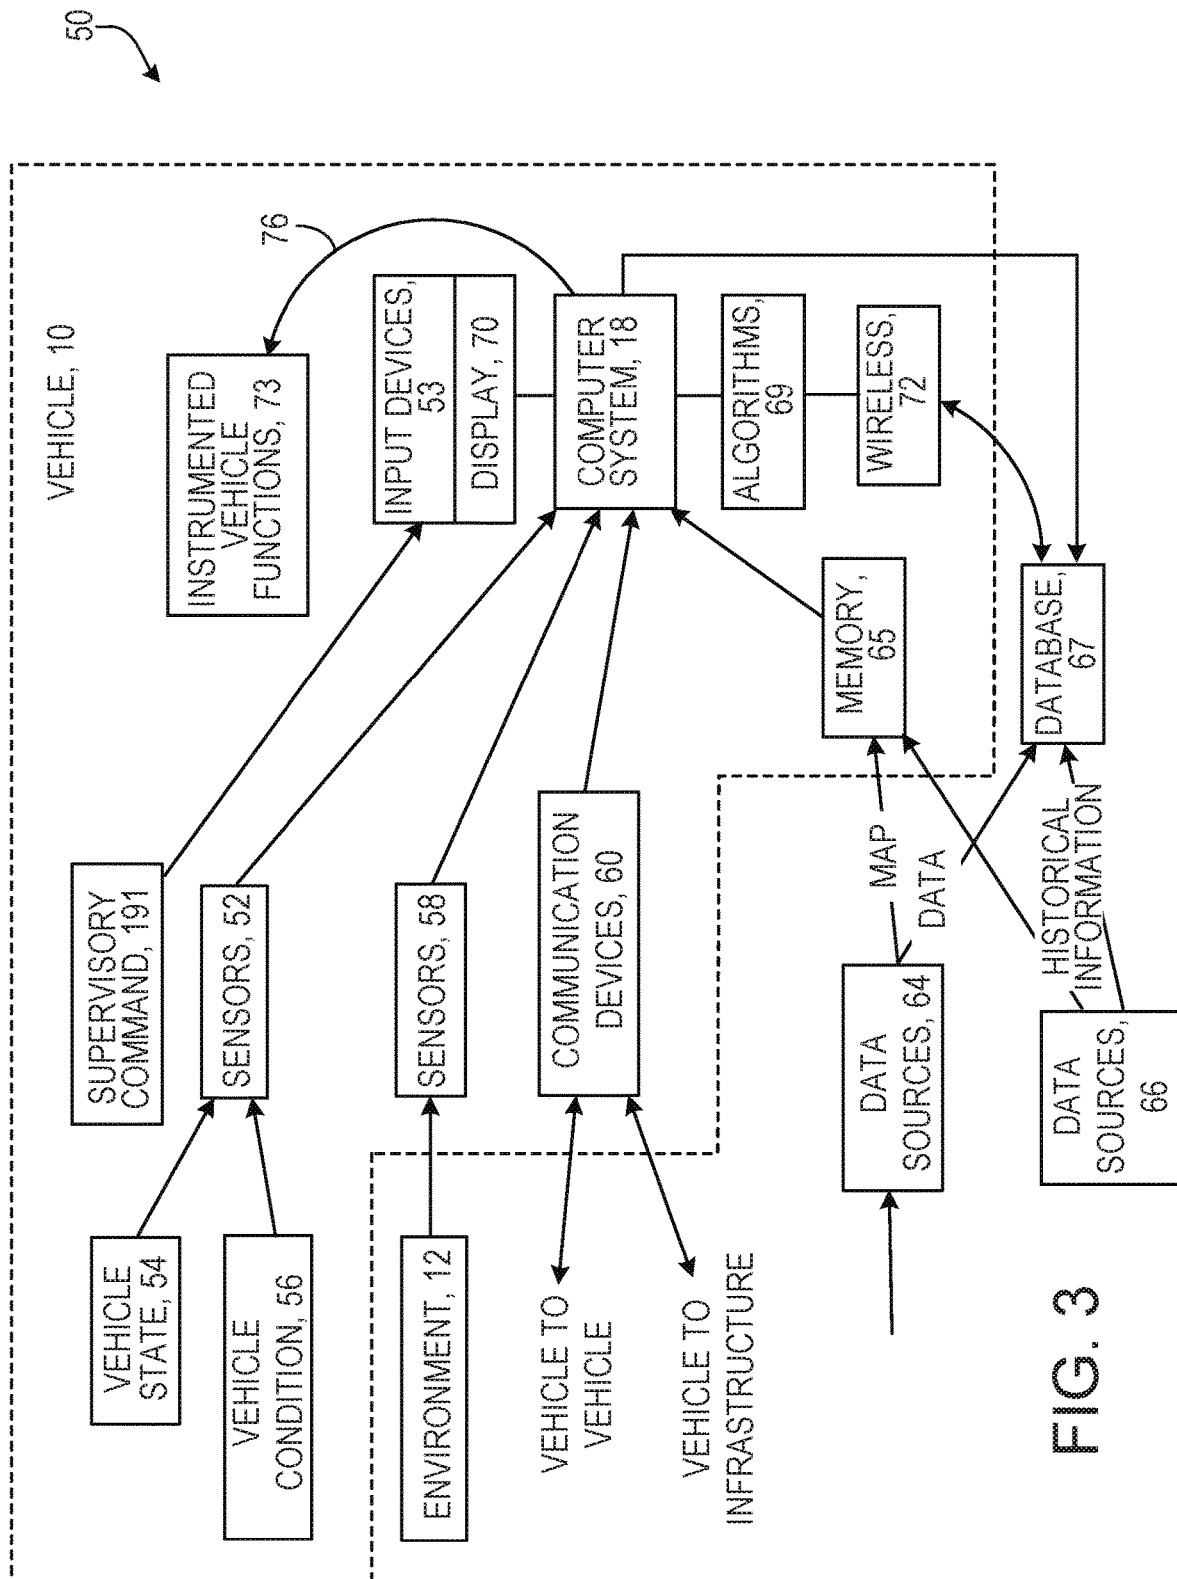 50
VEHICLE, 10
76
INSTRUMENTED
VEHICLE
FUNCTIONS, 73
INPUT DEVICES,
53
DISPLAY, 70
COMPUTER
SYSTEM, 18
ALGORITHMS,
69
WIRELESS,
72
SUPERVISORY
COMMAND, 191
SENSORS, 52
SENSORS, 58
COMMUNICATION
DEVICES, 60
MEMORY,
65
DATABASE,
67
VEHICLE
STATE, 54
VEHICLE
CONDITION, 56
ENVIRONMENT, 12
VEHICLE TO
VEHICLE
VEHICLE TO
INFRASTRUCTURE
DATA
SOURCES, 64
MAP
DATA
HISTORICAL
INFORMATION
DATA
SOURCES,
66
FIG. 3